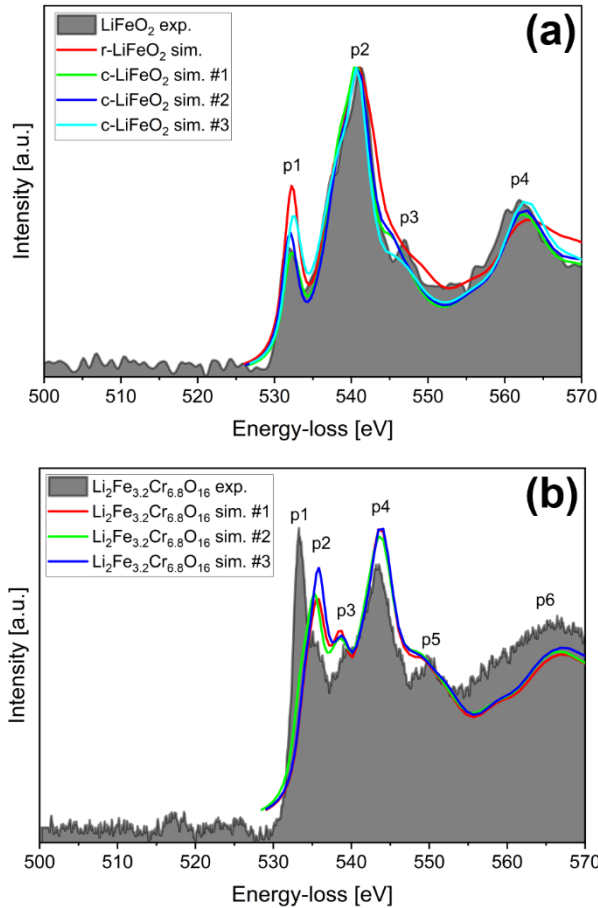 (a)
LiFeO₂ exp.
r-LiFeO₂ sim.
c-LiFeO₂ sim. #1
c-LiFeO₂ sim. #2
c-LiFeO₂ sim. #3
p1
p2
p3
p4
Intensity [a.u.]
500 510 520 530 540 550 560 570
Energy-loss [eV]
(b)
Li₂Fe₃.₂Cr₆.₈O₁₆ exp.
Li₂Fe₃.₂Cr₆.₈O₁₆ sim. #1
Li₂Fe₃.₂Cr₆.₈O₁₆ sim. #2
Li₂Fe₃.₂Cr₆.₈O₁₆ sim. #3
p1
p2
p3
p4
p5
p6
Intensity [a.u.]
500 510 520 530 540 550 560 570
Energy-loss [eV]